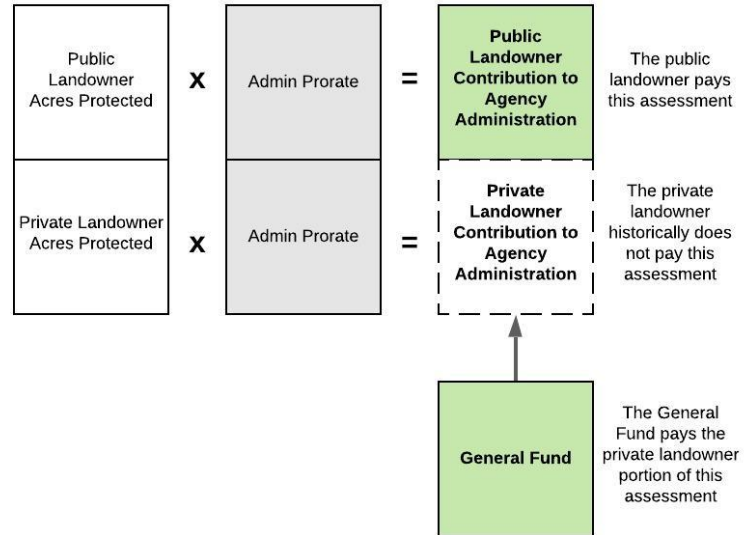 Public
Landowner
Acres Protected
x
Admin Prorate
=
Public
Landowner
Contribution to
Agency
Administration
The public
landowner pays
this assessment
Private Landowner
Acres Protected
x
Admin Prorate
=
Private
Landowner
Contribution to
Agency
Administration
The private
landowner
historically does
not pay this
assessment
General Fund
The General
Fund pays the
private landowner
portion of this
assessment